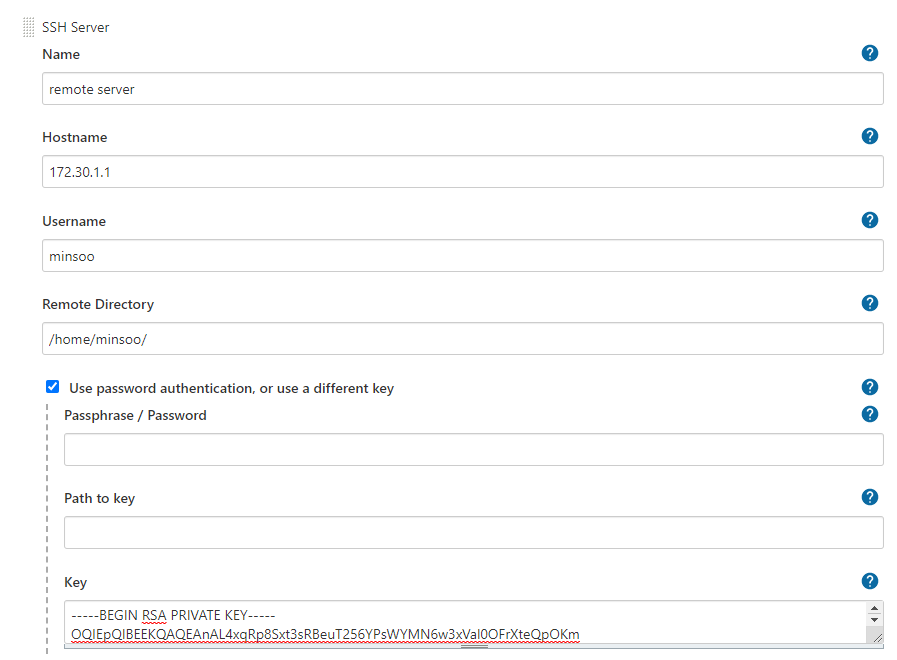 SSH Server
Name
remote server
Hostname
172.30.1.1
Username
minsoo
Remote Directory
/home/minsoo/
Use password authentication, or use a different key
Passphrase / Password
Path to key
Key
-----BEGIN RSA PRIVATE KEY-----
OQIEpQIBEEKQAQEAnAL4xqRp8Sxt3sRBeuT256YPsWYMN6w3xVal0OFrXteQpOKm